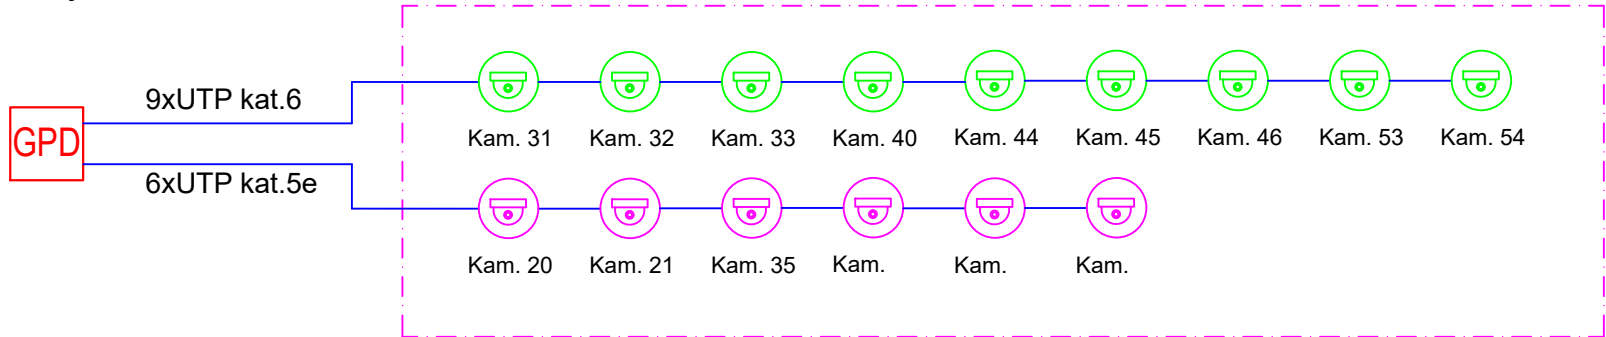 9xUTP kat.6
GPD
6xUTP kat.5e
Kam. 31 Kam. 32 Kam. 33 Kam. 40 Kam. 44 Kam. 45 Kam. 46 Kam. 53 Kam. 54
Kam. 20 Kam. 21 Kam. 35 Kam. Kam. Kam.